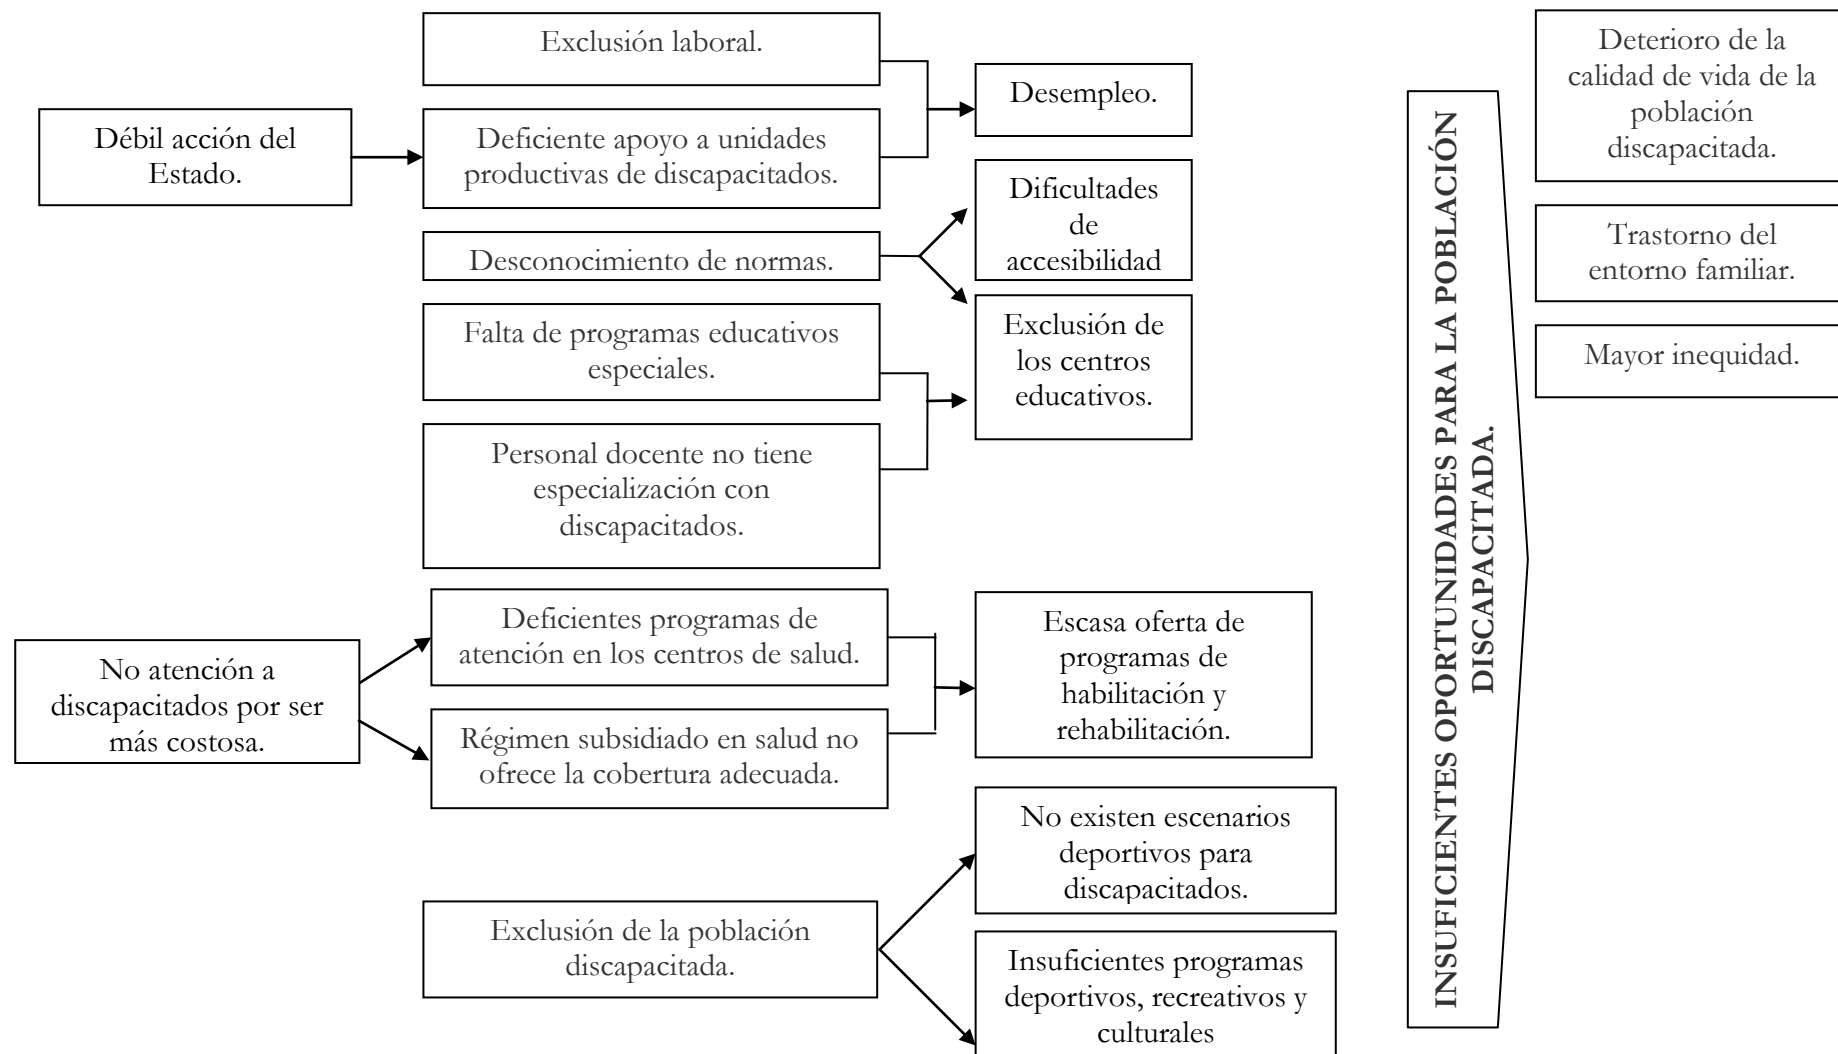 Exclusión laboral.
Débil acción del
Estado.
Deficiente apoyo a unidades
productivas de discapacitados.
Desempleo.
Desconocimiento de normas.
Dificultades
de
accesibilidad
Falta de programas educativos
especiales.
Exclusión de
los centros
educativos.
Personal docente no tiene
especialización con
discapacitados.
No atención a
discapacitados por ser
más costosa.
Deficientes programas de
atención en los centros de salud.
Régimen subsidiado en salud no
ofrece la cobertura adecuada.
Escasa oferta de
programas de
habilitación y
rehabilitación.
Exclusión de la población
discapacitada.
No existen escenarios
deportivos para
discapacitados.
Insuficientes programas
deportivos, recreativos y
culturales
INSUFICIENTES OPORTUNIDADES PARA LA POBLACIÓN
DISCAPACITADA.
Deterioro de la
calidad de vida de la
población
discapacitada.
Trastorno del
entorno familiar.
Mayor inequidad.